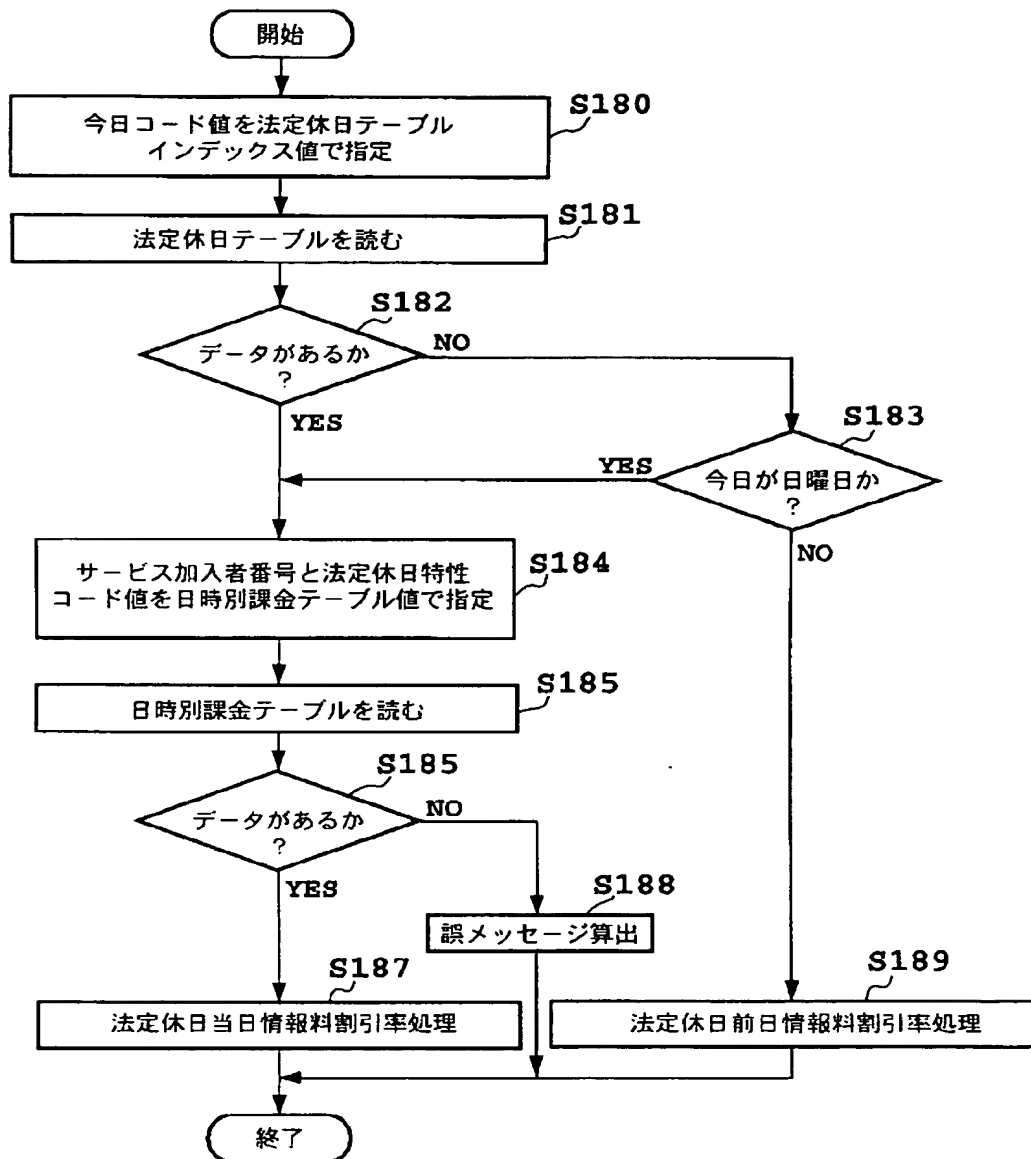 開始
S180
今日コード値を法定休日テーブル
インデックス値で指定
S181
法定休日テーブルを読む
S182
データがあるか
?
NO
YES
S183
今日が日曜日か
?
YES
NO
S184
サービス加入者番号と法定休日特性
コード値を日時別課金テーブル値で指定
S185
日時別課金テーブルを読む
S185
データがあるか
?
NO
YES
S188
誤メッセージ算出
S187
法定休日当日情報料割引率処理
S189
法定休日前日情報料割引率処理
終了